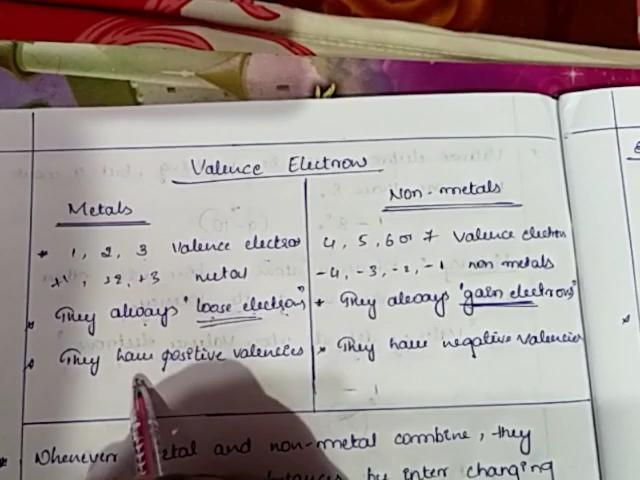 Valence Electron
Metals
* 1, 2, 3 Valence electron
+1, +2, +3 metal
* They always "loose electrons"
* They have positive valencies
Non-metals
4, 5, 6 or 7 Valence electron
-4, -3, -2, -1 non metals
* They always "gain electrons"
* They have negative valencies
* Whenever metal and non-metal combine, they
by inter changing